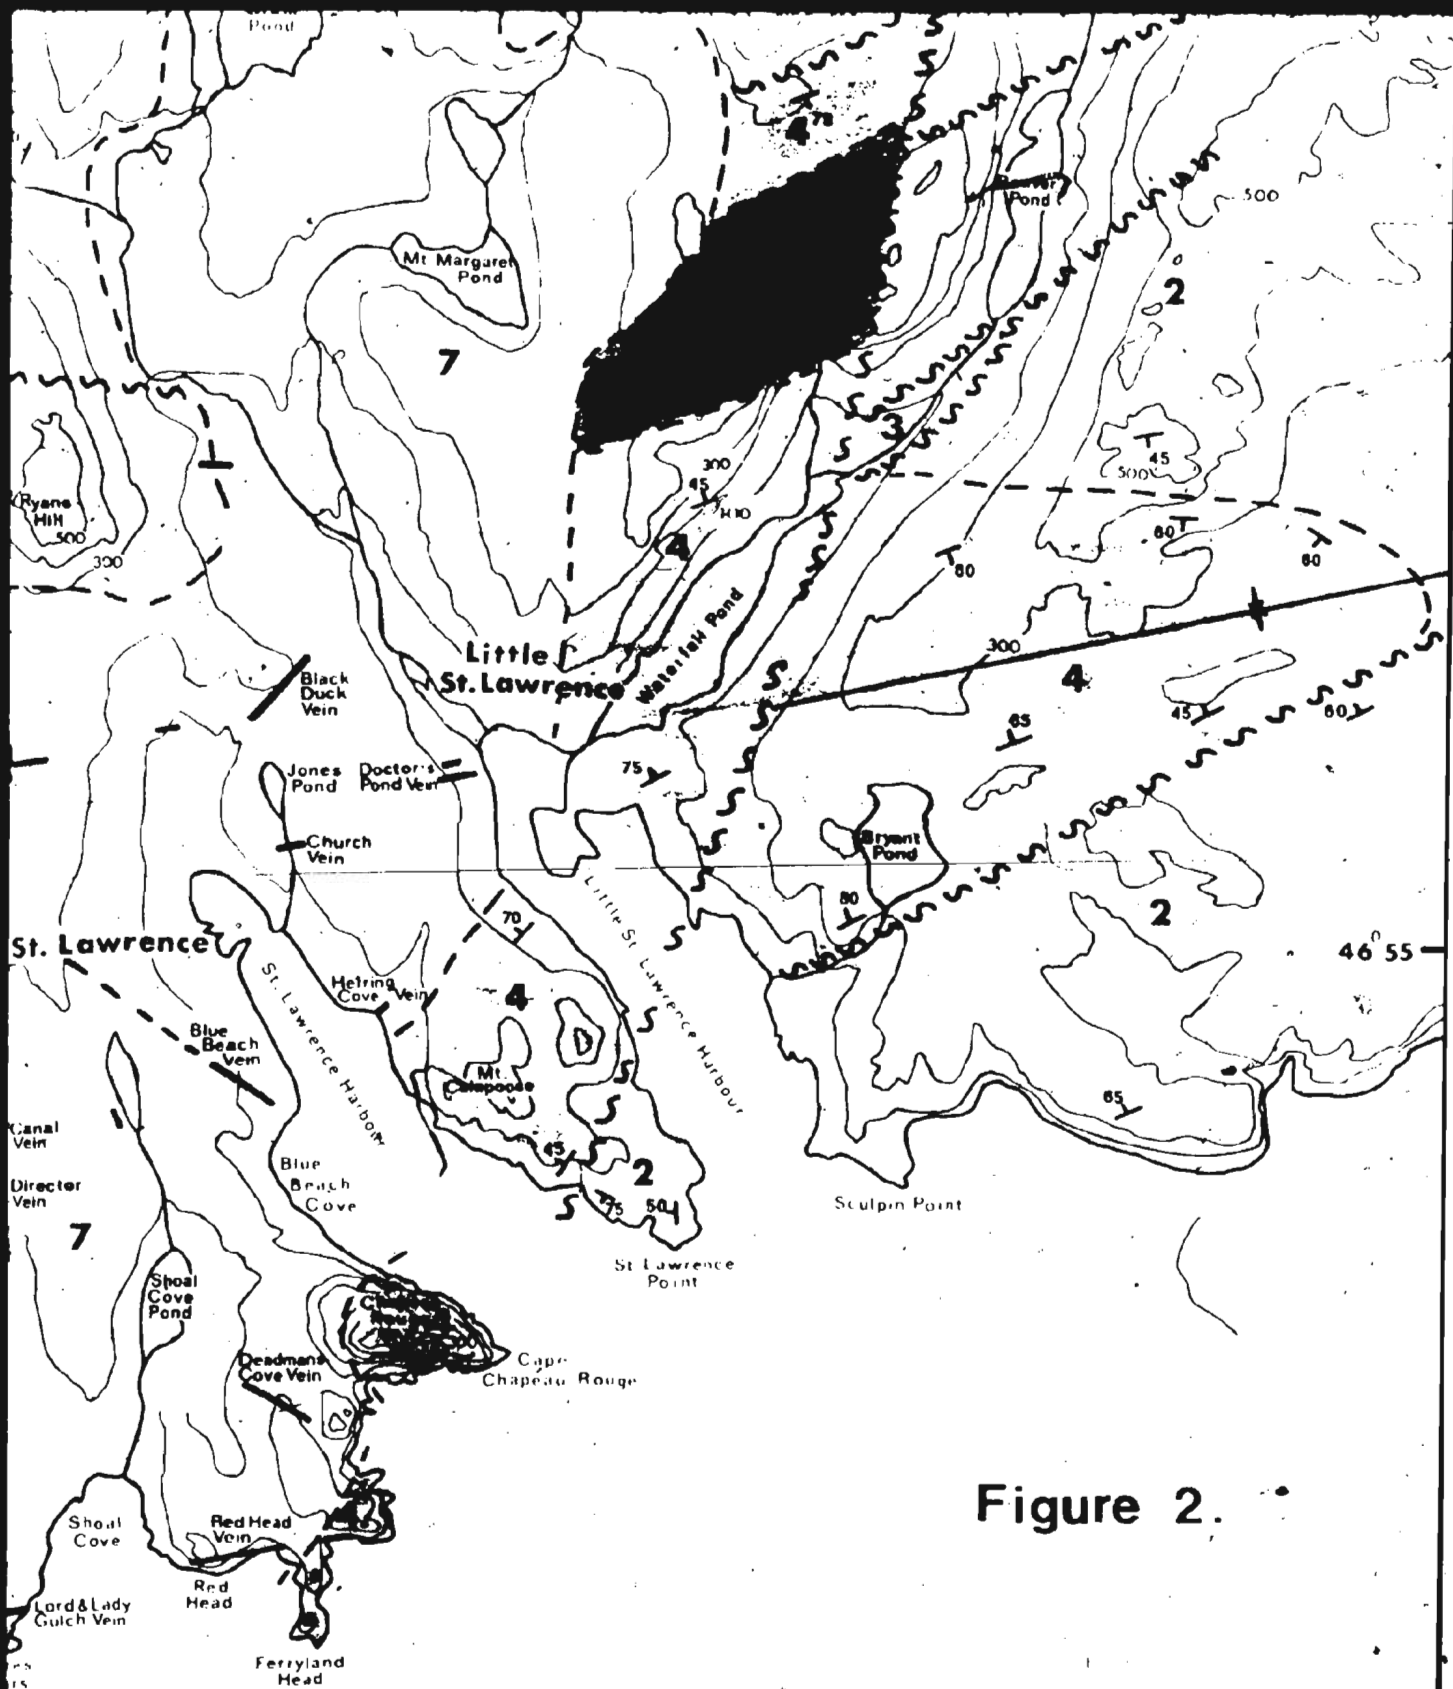 Pond
4
78
Pond
500
2
Mt Margaret
Pond
7
3
45
500
300
45
Ryans
Hill
500
300
4
60
60
80
Little
St. Lawrence
Waterfall Pond
300
4
Black
Duck
Vein
65
45
60
Jones
Pond
Doctor's
Pond Vein
75
Church
Vein
Bryant
Pond
80
2
70
St. Lawrence
46° 55
Little St. Lawrence Harbour
St. Lawrence Harbour
Herring
Cove Vein
4
Blue
Beach
Vein
Mt.
65
Canal
Vein
45
2
Blue
Beach
Cove
Director
Vein
75
50
Sculpin Point
7
St Lawrence
Point
Shoal
Cove
Pond
Deadmans
Cove Vein
Cape
Chapeau Rouge
Figure 2.
Shoal
Cove
Red Head
Vein
Red
Head
Lord & Lady
Gulch Vein
Ferryland
Head